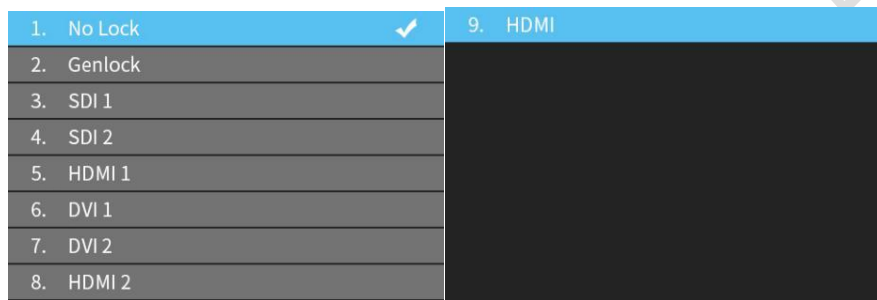 1. No Lock
2. Genlock
3. SDI 1
4. SDI 2
5. HDMI 1
6. DVI 1
7. DVI 2
8. HDMI 2
9. HDMI